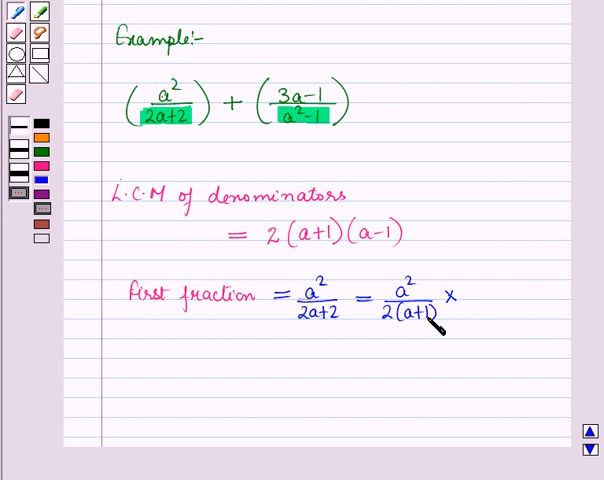 Example:-
(a²/(2a+2)) + ((3a-1)/(a²-1))
L.C.M of denominators
= 2(a+1)(a-1)
First fraction = a²/(2a+2) = a²/(2(a+1)) ×